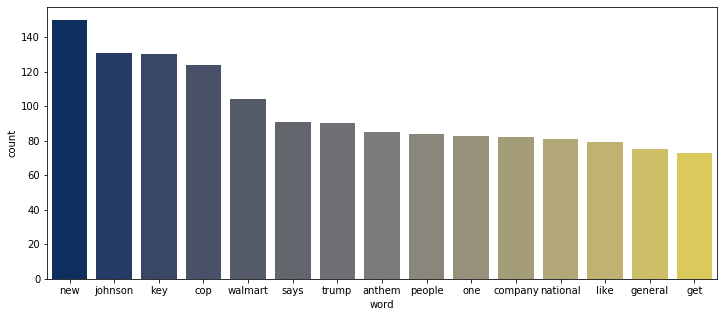 140
120
100
80
60
40
20
0
count
new johnson key cop walmart says trump anthem people one company national like general get
word